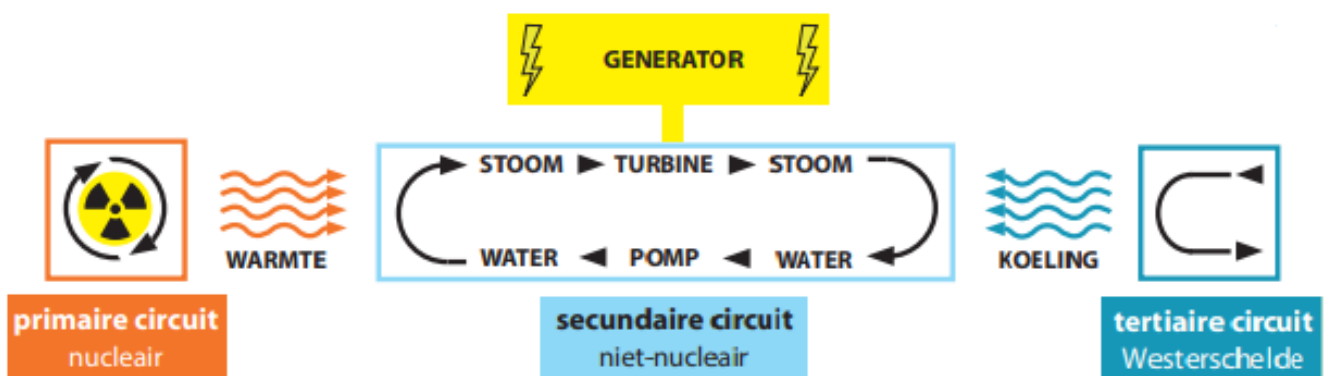 GENERATOR
STOOM TURBINE STOOM
WARMTE
WATER POMP WATER
KOELING
primaire circuit
nucleair
secundaire circuit
niet-nucleair
tertiaire circuit
Westerschelde